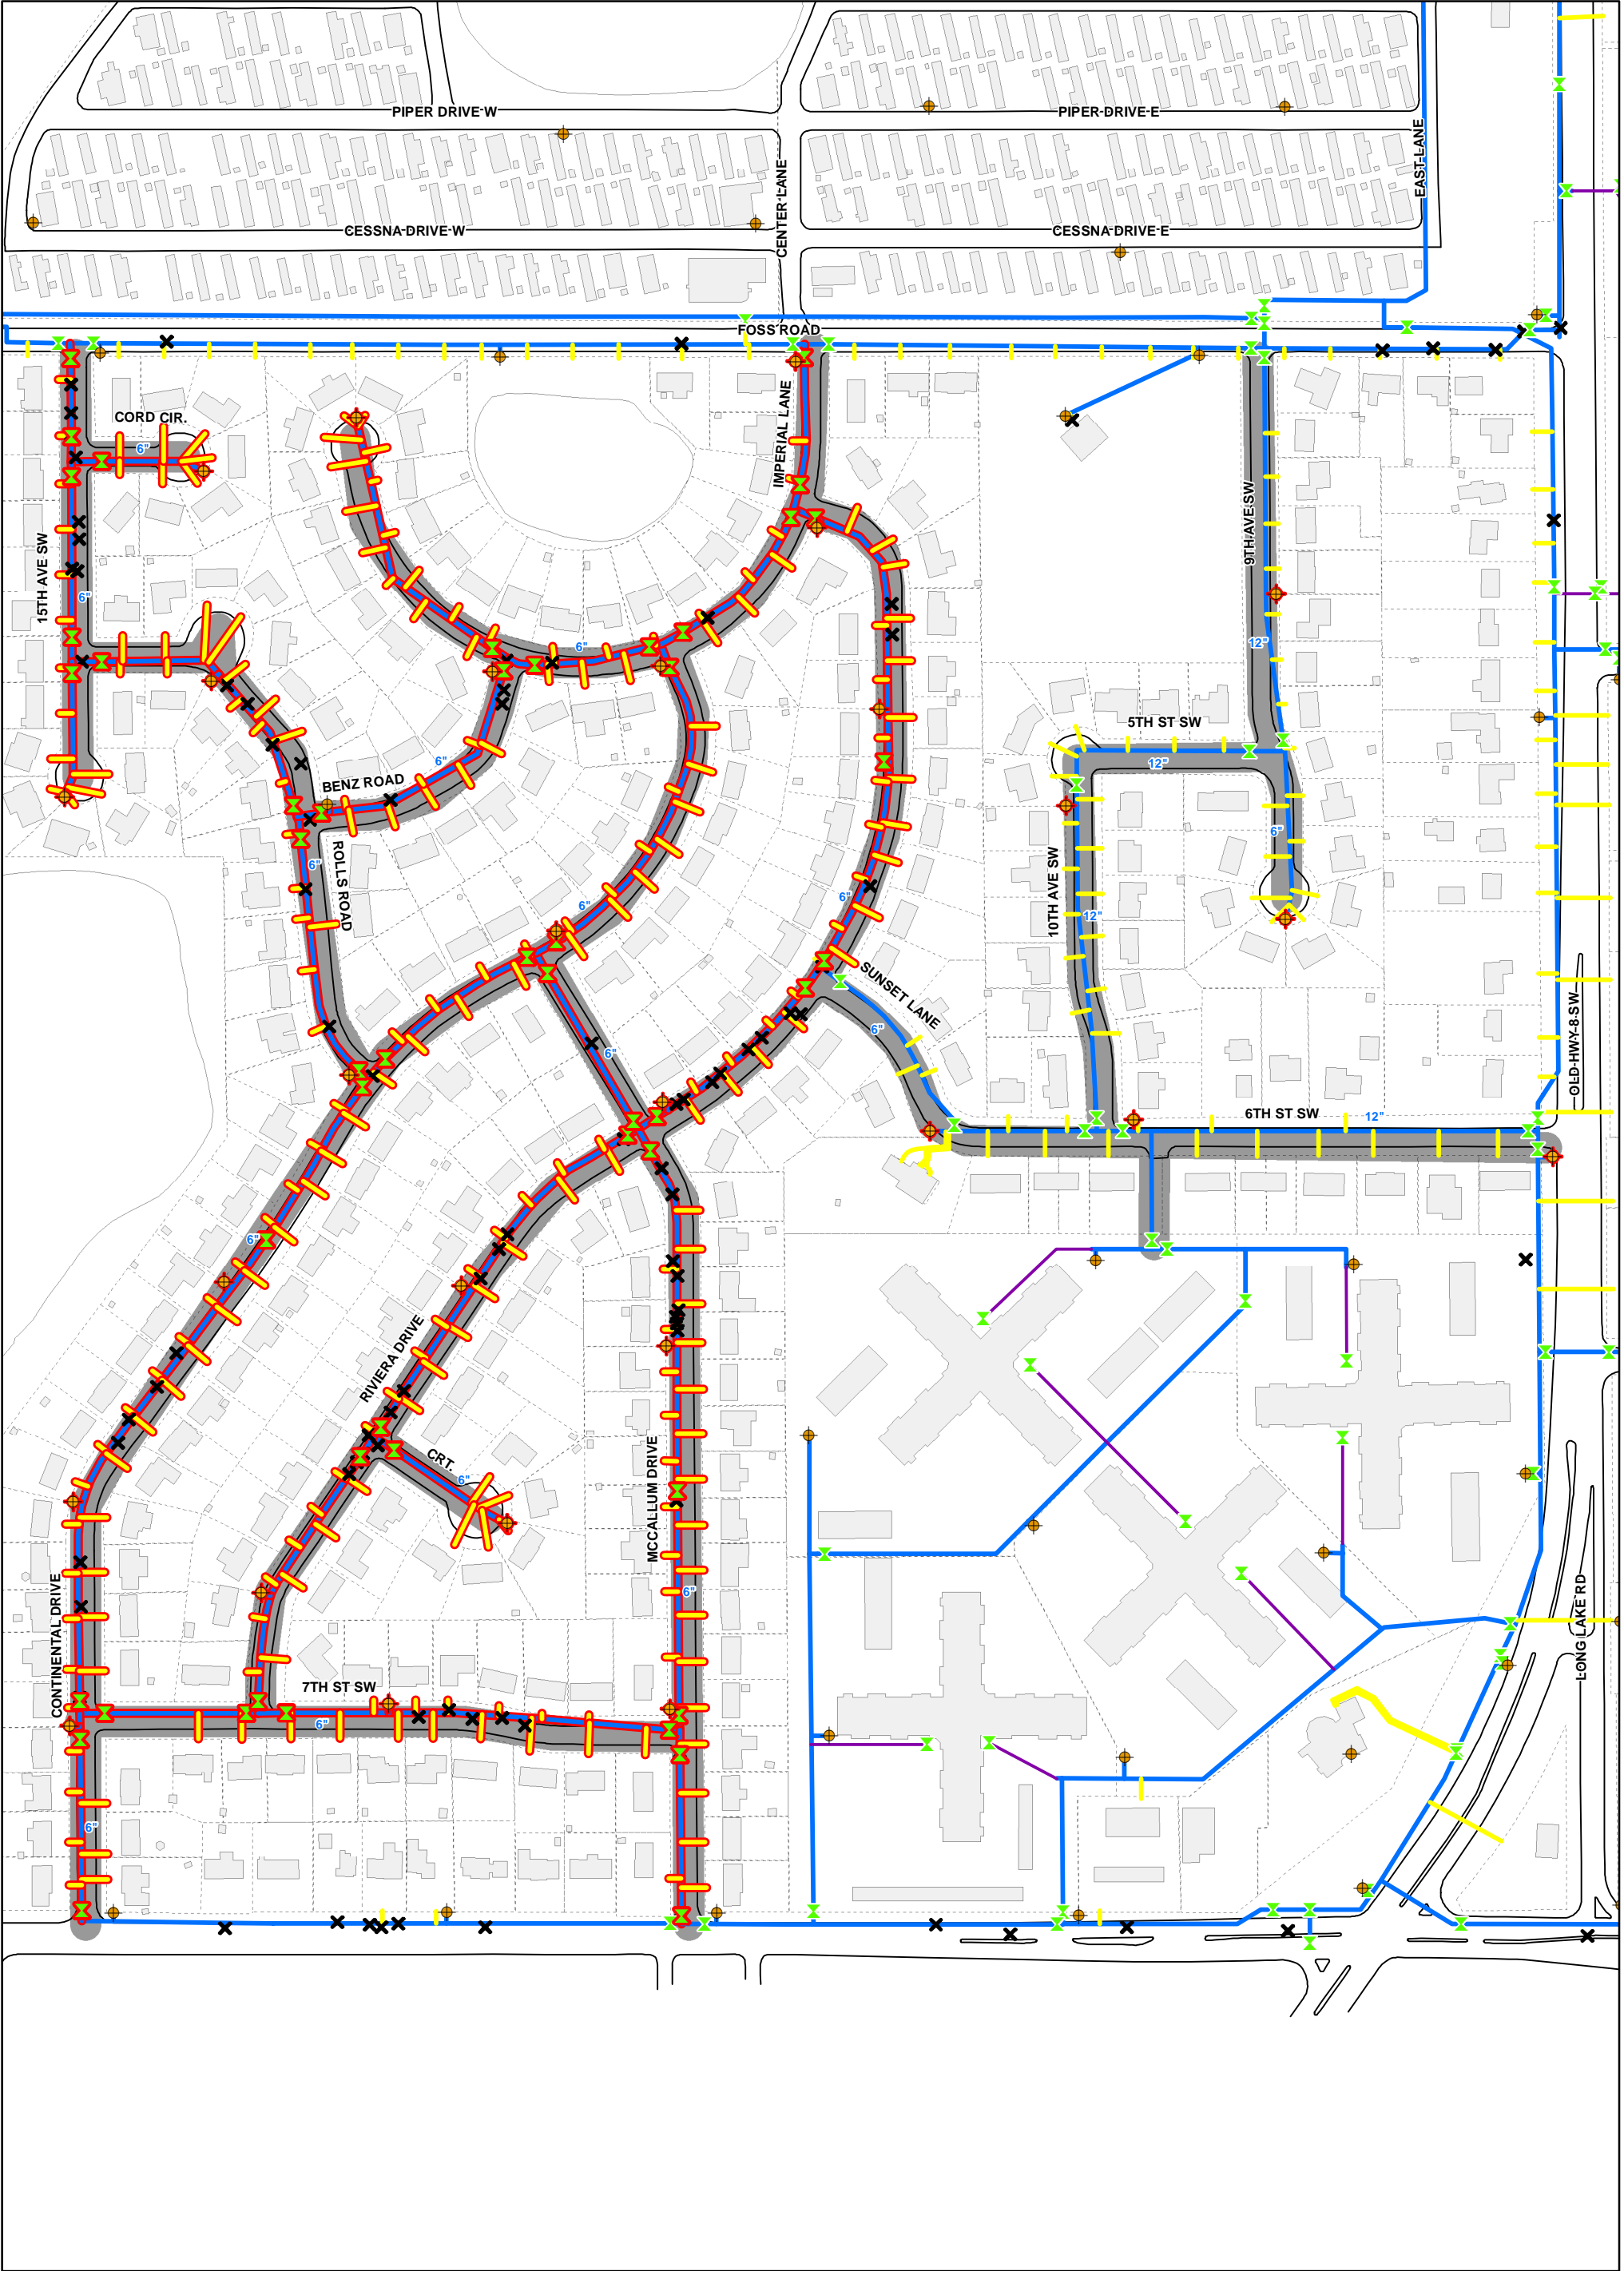 PIPER DRIVE W
PIPER DRIVE E
EAST LANE
CENTER LANE
CESSNA DRIVE W
CESSNA DRIVE E
FOSS ROAD
IMPERIAL LANE
CORD CIR.
6"
9TH AVE SW
15TH AVE SW
6"
12"
6"
5TH ST SW
12"
6"
BENZ ROAD
6"
ROLLS ROAD
6"
10TH AVE SW
6"
6"
12"
SUNSET LANE
OLD HWY 8 SW
6"
6"
6TH ST SW
12"
6"
RIVIERA DRIVE
CRT.
6"
MCCALLUM DRIVE
6"
CONTINENTAL DRIVE
LONG LAKE RD
7TH ST SW
6"
6"